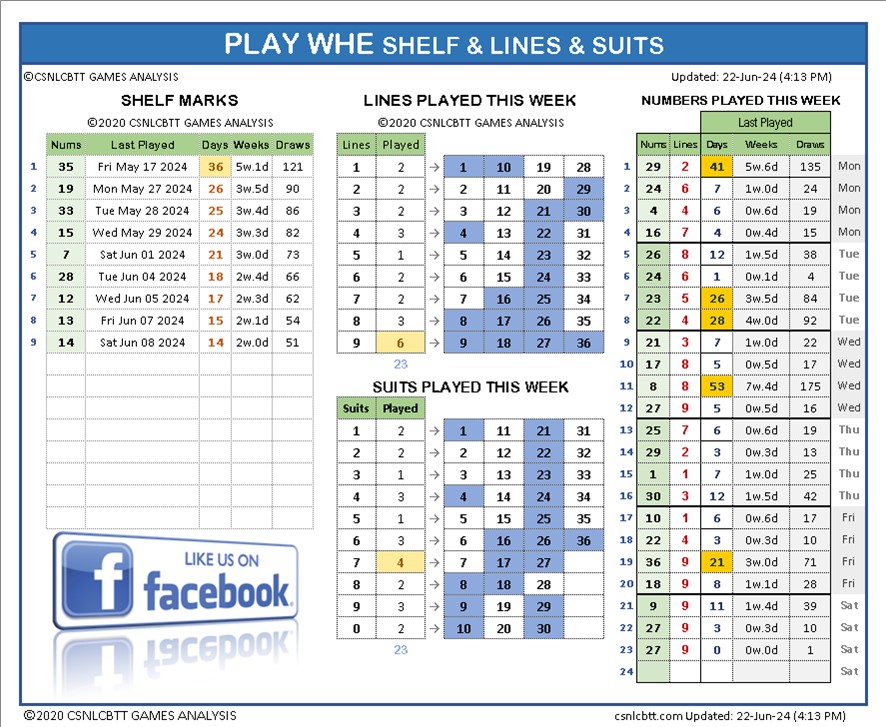 PLAY WHE SHELF & LINES & SUITS
©CSNLCBTT GAMES ANALYSIS
Updated: 22-Jun-24 (4:13 PM)
SHELF MARKS
©2020 CSNLCBTT GAMES ANALYSIS
Nums Last Played Days Weeks Draws
1 35 Fri May 17 2024 36 5w.1d 121
2 19 Mon May 27 2024 26 3w.5d 90
3 33 Tue May 28 2024 25 3w.4d 86
4 15 Wed May 29 2024 24 3w.3d 82
5 7 Sat Jun 01 2024 21 3w.0d 73
6 28 Tue Jun 04 2024 18 2w.4d 66
7 12 Wed Jun 05 2024 17 2w.3d 62
8 13 Fri Jun 07 2024 15 2w.1d 54
9 14 Sat Jun 08 2024 14 2w.0d 51
LIKE US ON
f facebook.
LINES PLAYED THIS WEEK
©2020 CSNLCBTT GAMES ANALYSIS
Lines Played
1 2 → 1 10 19 28
2 2 → 2 11 20 29
3 2 → 3 12 21 30
4 3 → 4 13 22 31
5 1 → 5 14 23 32
6 2 → 6 15 24 33
7 2 → 7 16 25 34
8 3 → 8 17 26 35
9 6 → 9 18 27 36
23
SUITS PLAYED THIS WEEK
Suits Played
1 2 → 1 11 21 31
2 2 → 2 12 22 32
3 1 → 3 13 23 33
4 3 → 4 14 24 34
5 1 → 5 15 25 35
6 3 → 6 16 26 36
7 4 → 7 17 27
8 2 → 8 18 28
9 3 → 9 19 29
0 2 → 10 20 30
23
NUMBERS PLAYED THIS WEEK
Last Played
Nums Lines Days Weeks Draws
1 29 2 41 5w.6d 135 Mon
2 24 6 7 1w.0d 24 Mon
3 4 4 6 0w.6d 19 Mon
4 16 7 4 0w.4d 15 Mon
5 26 8 12 1w.5d 38 Tue
6 24 6 1 0w.1d 4 Tue
7 23 5 26 3w.5d 84 Tue
8 22 4 28 4w.0d 92 Tue
9 21 3 7 1w.0d 22 Wed
10 17 8 5 0w.5d 17 Wed
11 8 8 53 7w.4d 175 Wed
12 27 9 5 0w.5d 16 Wed
13 25 7 6 0w.6d 19 Thu
14 29 2 3 0w.3d 13 Thu
15 1 1 7 1w.0d 25 Thu
16 30 3 12 1w.5d 42 Thu
17 10 1 6 0w.6d 17 Fri
18 22 4 3 0w.3d 10 Fri
19 36 9 21 3w.0d 71 Fri
20 18 9 8 1w.1d 28 Fri
21 9 9 11 1w.4d 39 Sat
22 27 9 3 0w.3d 10 Sat
23 27 9 0 0w.0d 1 Sat
24 Sat
©2020 CSNLCBTT GAMES ANALYSIS
csnlcbtt.com Updated: 22-Jun-24 (4:13 PM)